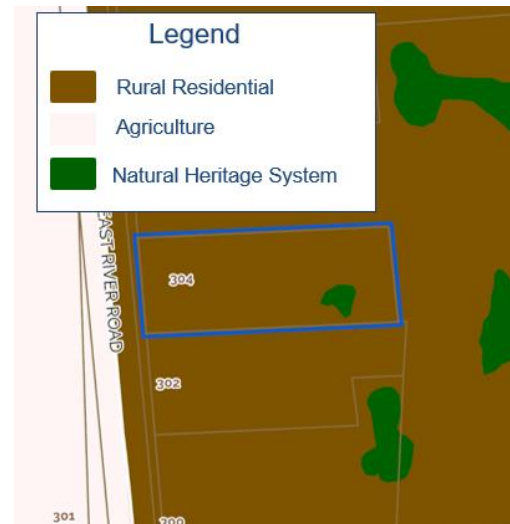 Legend
Rural Residential
Agriculture
Natural Heritage System
EAST RIVER ROAD
304
302
301
300